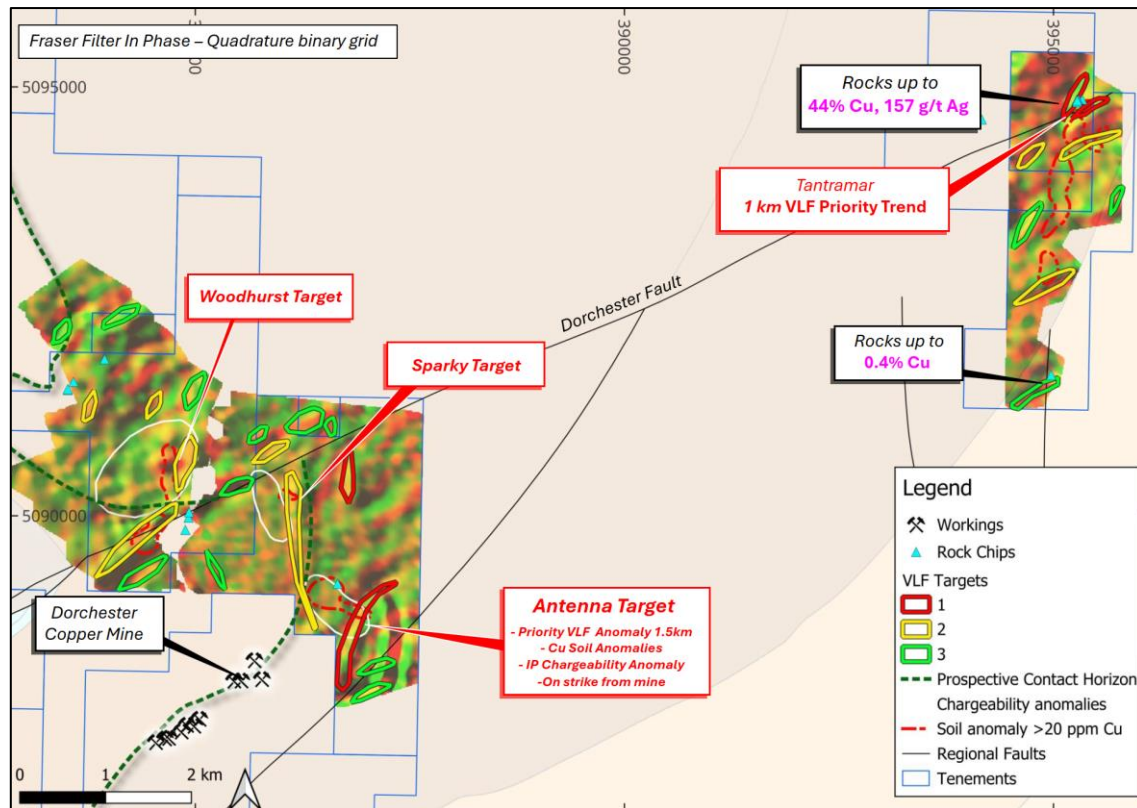 Fraser Filter In Phase – Quadrature binary grid
390000
395000
5095000
Rocks up to
44% Cu, 157 g/t Ag
Tantramar
1 km VLF Priority Trend
Woodhurst Target
Dorchester Fault
Sparky Target
Rocks up to
0.4% Cu
5090000
Dorchester
Copper Mine
Antenna Target
- Priority VLF Anomaly 1.5km
- Cu Soil Anomalies
- IP Chargeability Anomaly
-On strike from mine
0 1 2 km
Legend
Workings
Rock Chips
VLF Targets
1
2
3
Prospective Contact Horizon
Chargeability anomalies
Soil anomaly >20 ppm Cu
Regional Faults
Tenements